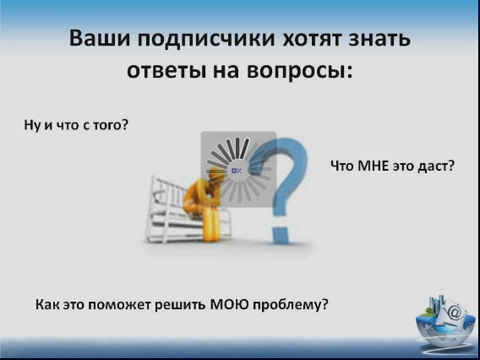 Ваши подписчики хотят знать
ответы на вопросы:
Ну и что с того?
Что МНЕ это даст?
Как это поможет решить МОЮ проблему?
@